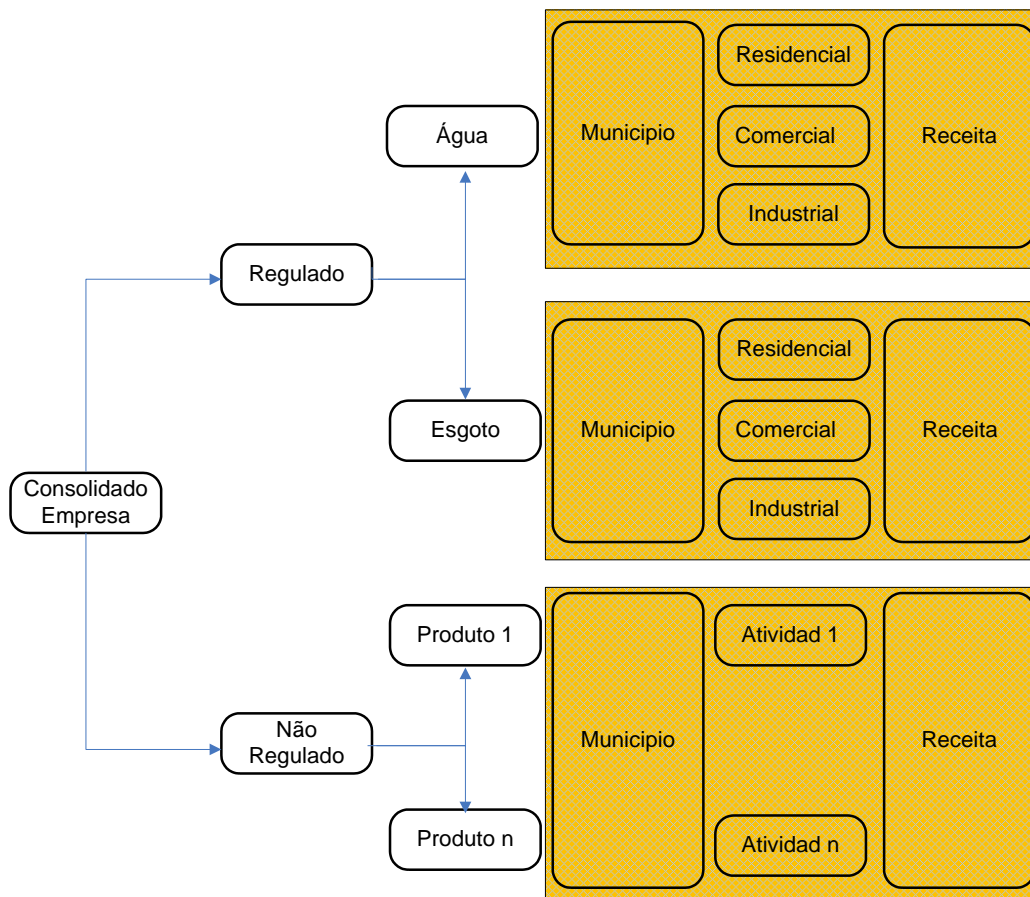 Residencial
Água
Municipio
Comercial
Receita
Industrial
Regulado
Residencial
Esgoto
Municipio
Comercial
Receita
Industrial
Consolidado
Empresa
Produto 1
Atividad 1
Não
Regulado
Municipio
Receita
Produto n
Atividad n